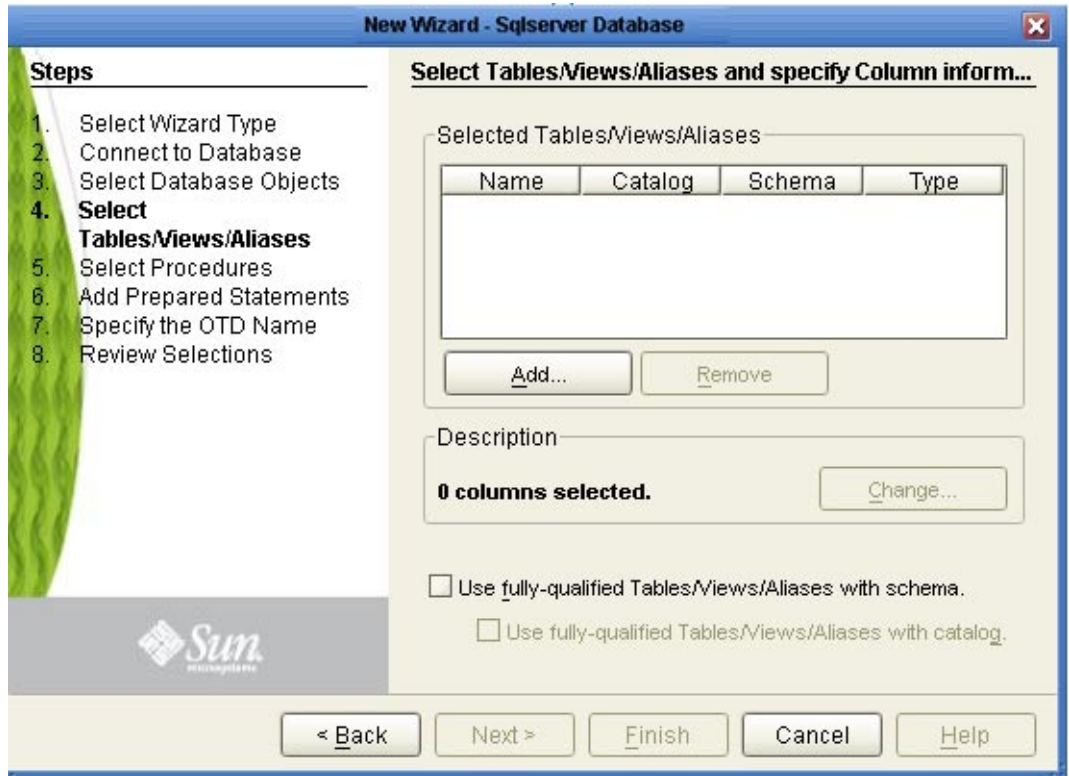 New Wizard - Sqlserver Database
Steps
1. Select Wizard Type
2. Connect to Database
3. Select Database Objects
4. Select
Tables/Views/Aliases
5. Select Procedures
6. Add Prepared Statements
7. Specify the OTD Name
8. Review Selections
Sun
microsystems
Select Tables/Views/Aliases and specify Column inform...
Selected Tables/Views/Aliases
Name Catalog Schema Type
Add... Remove
Description
0 columns selected. Change...
Use fully-qualified Tables/Views/Aliases with schema.
Use fully-qualified Tables/Views/Aliases with catalog.
< Back Next > Finish Cancel Help